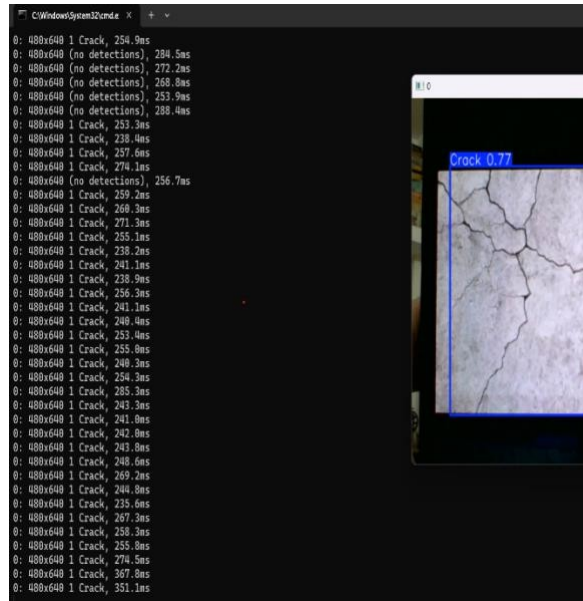 C:\Windows\System32\cmd.e
0: 480x640 1 Crack, 254.9ms
0: 480x640 (no detections), 284.5ms
0: 480x640 (no detections), 272.2ms
0: 480x640 (no detections), 268.8ms
0: 480x640 (no detections), 253.9ms
0: 480x640 (no detections), 288.4ms
0: 480x640 1 Crack, 253.3ms
0: 480x640 1 Crack, 238.4ms
0: 480x640 1 Crack, 257.6ms
0: 480x640 1 Crack, 274.1ms
0: 480x640 (no detections), 256.7ms
0: 480x640 1 Crack, 259.2ms
0: 480x640 1 Crack, 260.3ms
0: 480x640 1 Crack, 271.3ms
0: 480x640 1 Crack, 255.1ms
0: 480x640 1 Crack, 238.2ms
0: 480x640 1 Crack, 241.1ms
0: 480x640 1 Crack, 238.9ms
0: 480x640 1 Crack, 256.3ms
0: 480x640 1 Crack, 241.1ms
0: 480x640 1 Crack, 240.4ms
0: 480x640 1 Crack, 253.4ms
0: 480x640 1 Crack, 255.0ms
0: 480x640 1 Crack, 240.3ms
0: 480x640 1 Crack, 254.3ms
0: 480x640 1 Crack, 285.3ms
0: 480x640 1 Crack, 243.3ms
0: 480x640 1 Crack, 241.0ms
0: 480x640 1 Crack, 242.0ms
0: 480x640 1 Crack, 243.8ms
0: 480x640 1 Crack, 248.6ms
0: 480x640 1 Crack, 269.2ms
0: 480x640 1 Crack, 244.8ms
0: 480x640 1 Crack, 235.6ms
0: 480x640 1 Crack, 267.3ms
0: 480x640 1 Crack, 258.3ms
0: 480x640 1 Crack, 255.8ms
0: 480x640 1 Crack, 274.5ms
0: 480x640 1 Crack, 367.8ms
0: 480x640 1 Crack, 351.1ms
0
Crack 0.77